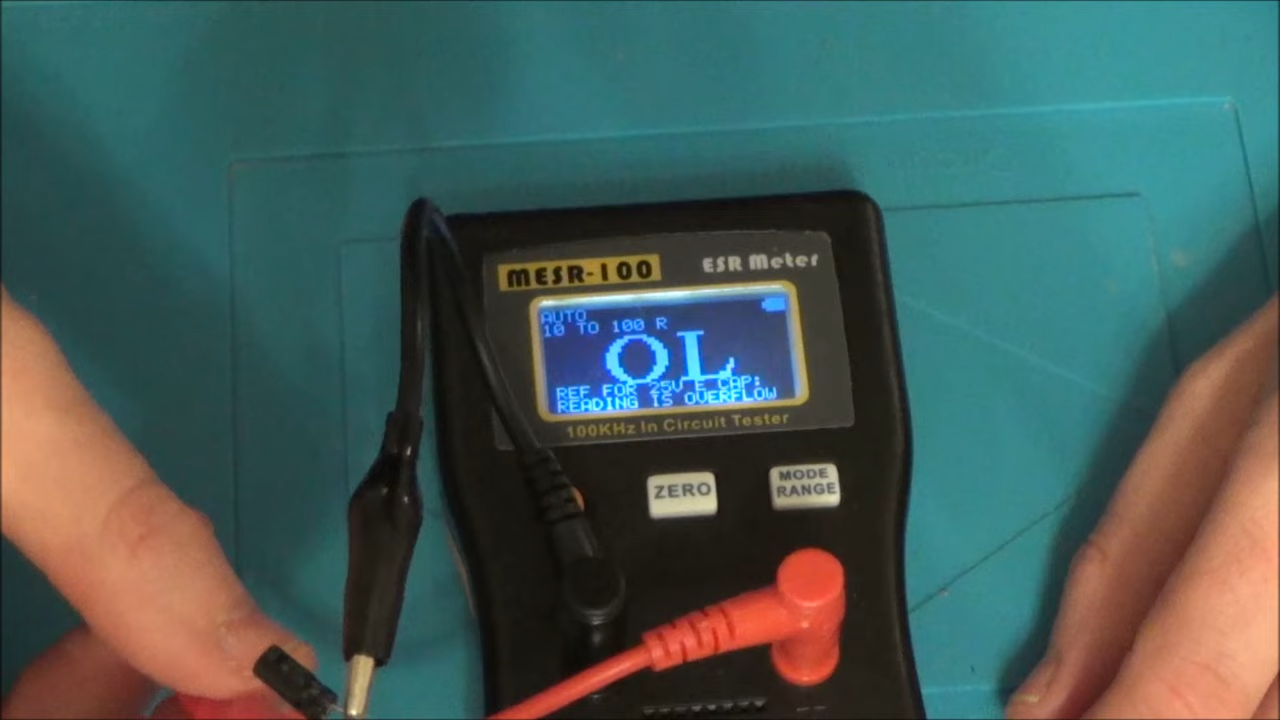 MESR-100
ESR Meter
AUTO
10 TO 100 R
OL
REF FOR 25V E CAP:
READING IS OVERFLOW
100KHz In Circuit Tester
ZERO
MODE
RANGE